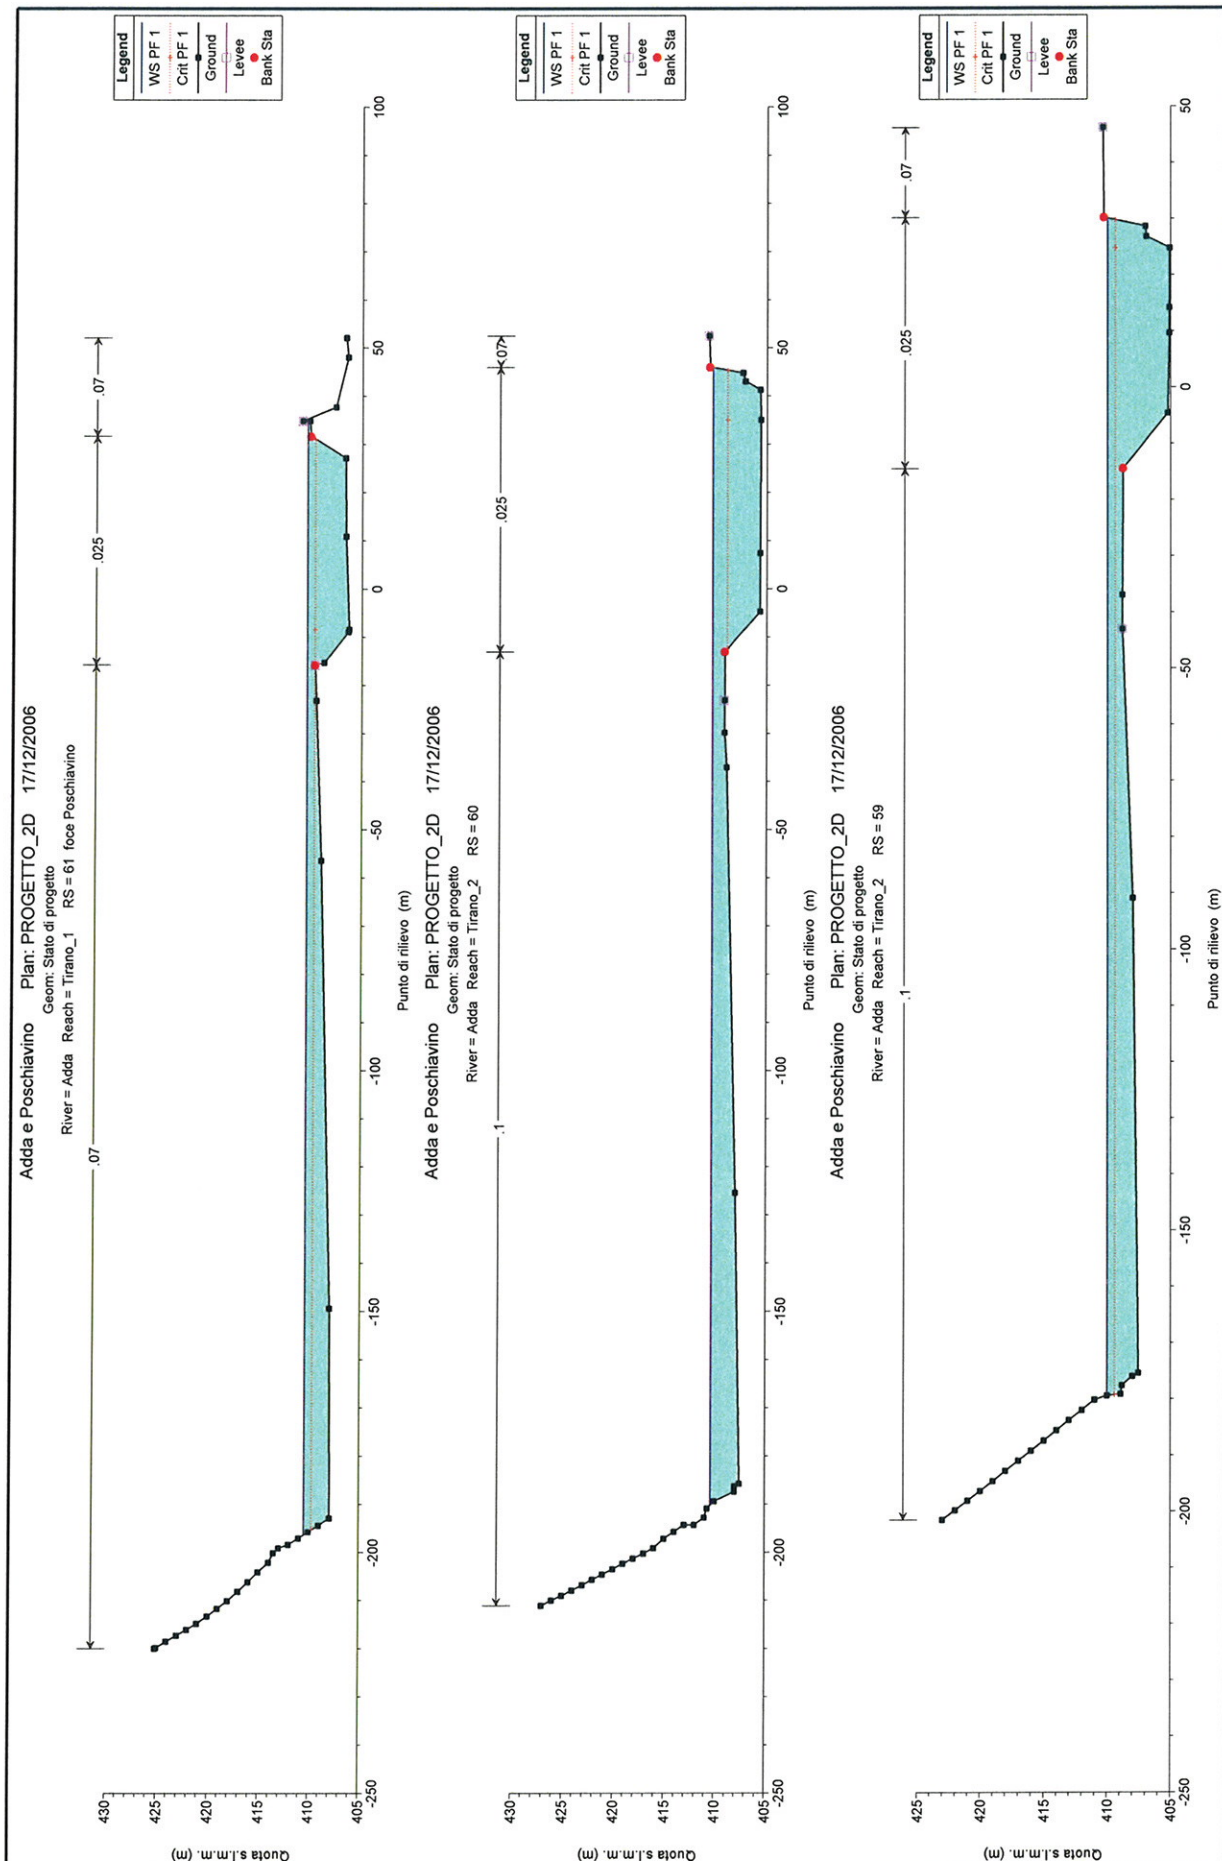 Adda e Poschiavino Plan: PROGETTO_2D 17/12/2006
Geom: Stato di progetto
River = Adda Reach = Tirano_1 RS = 61 foce Poschiavino
.07
.025
.07
Legend
WS PF 1
Crit PF 1
Ground
Levee
Bank Sta
430
425
420
415
410
405
-250
-200
-150
-100
-50
0
50
100
Quota s.l.m.m. (m)
Punto di rilievo (m)
Adda e Poschiavino Plan: PROGETTO_2D 17/12/2006
Geom: Stato di progetto
River = Adda Reach = Tirano_2 RS = 60
.1
.025
.07
Legend
WS PF 1
Crit PF 1
Ground
Levee
Bank Sta
430
425
420
415
410
405
-250
-200
-150
-100
-50
0
50
100
Quota s.l.m.m. (m)
Punto di rilievo (m)
Adda e Poschiavino Plan: PROGETTO_2D 17/12/2006
Geom: Stato di progetto
River = Adda Reach = Tirano_2 RS = 59
.1
.025
.07
Legend
WS PF 1
Crit PF 1
Ground
Levee
Bank Sta
425
420
415
410
405
-250
-200
-150
-100
-50
0
50
Quota s.l.m.m. (m)
Punto di rilievo (m)